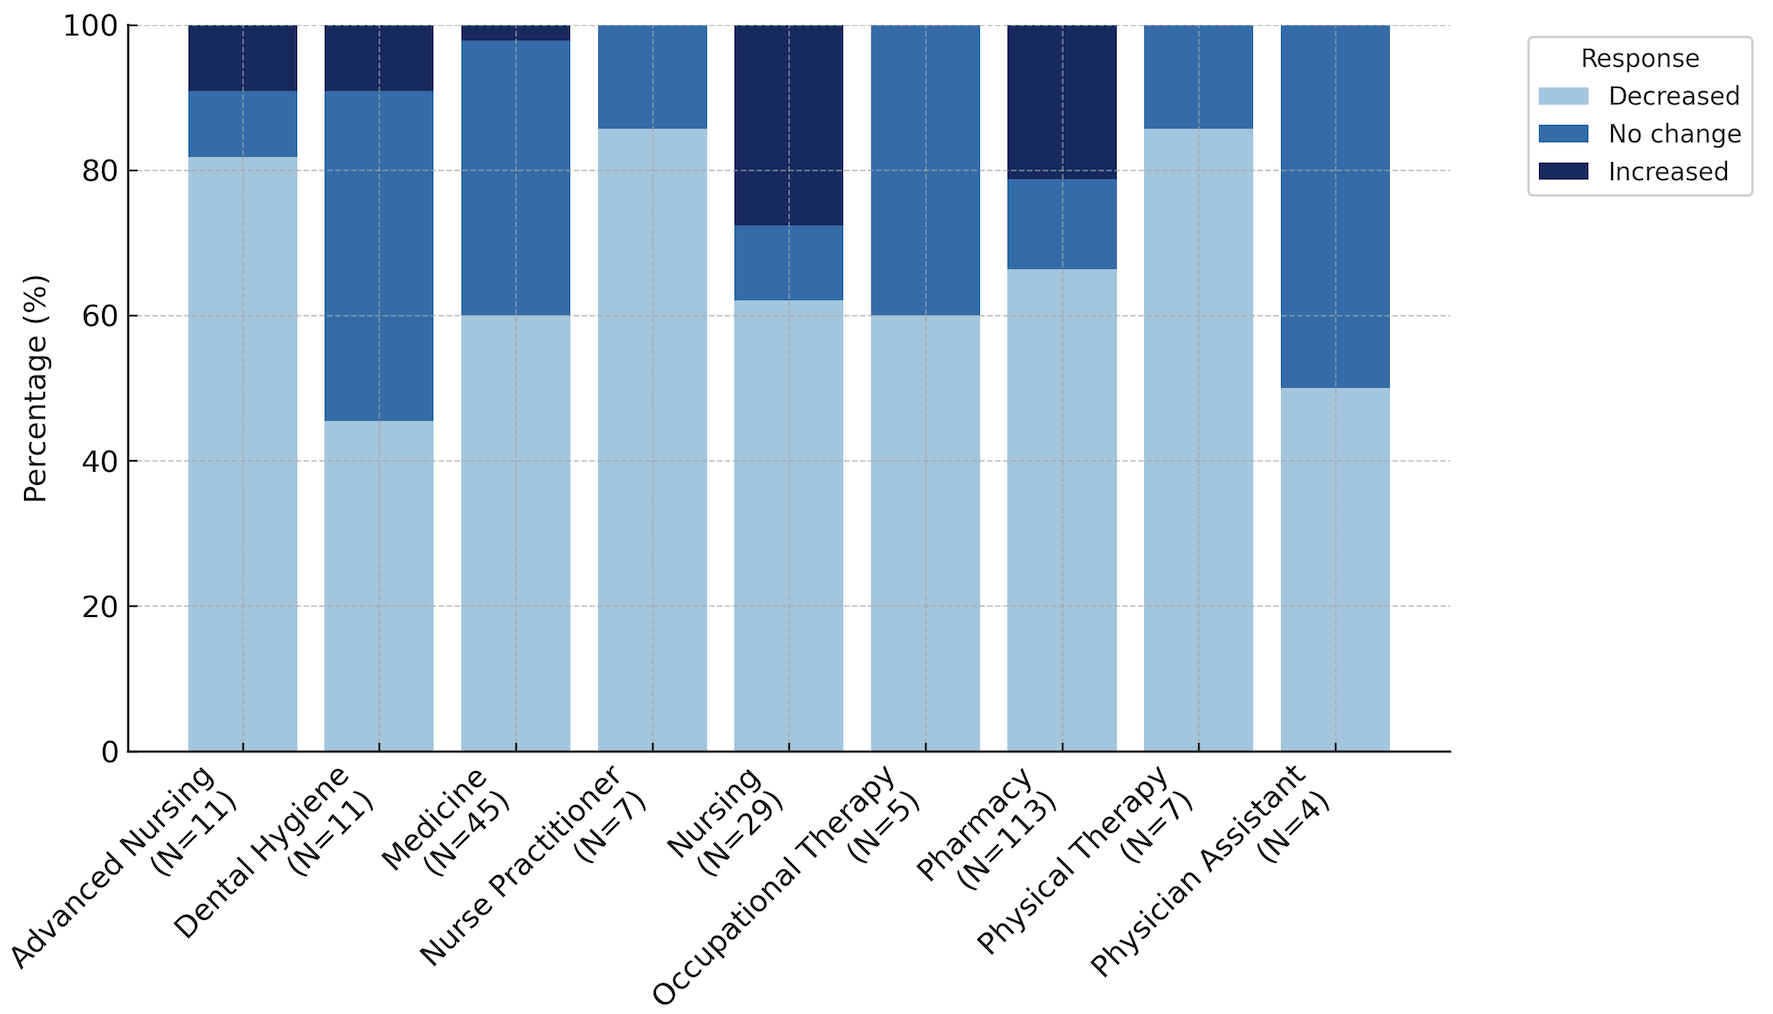 100
80
60
40
20
0
Percentage (%)
Response
Decreased
No change
Increased
Advanced Nursing
(N=11)
Dental Hygiene
(N=11)
Medicine
(N=45)
Nurse Practitioner
(N=7)
Nursing
(N=29)
Occupational Therapy
(N=5)
Pharmacy
(N=113)
Physical Therapy
(N=7)
Physician Assistant
(N=4)